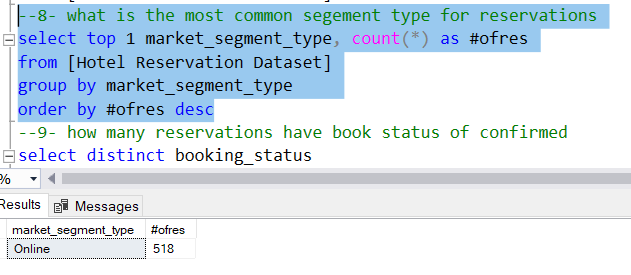 --8- what is the most common segement type for reservations
select top 1 market_segment_type, count(*) as #ofres
from [Hotel Reservation Dataset]
group by market_segment_type
order by #ofres desc
--9- how many reservations have book status of confirmed
select distinct booking_status
%
Results Messages
market_segment_type #ofres
Online 518